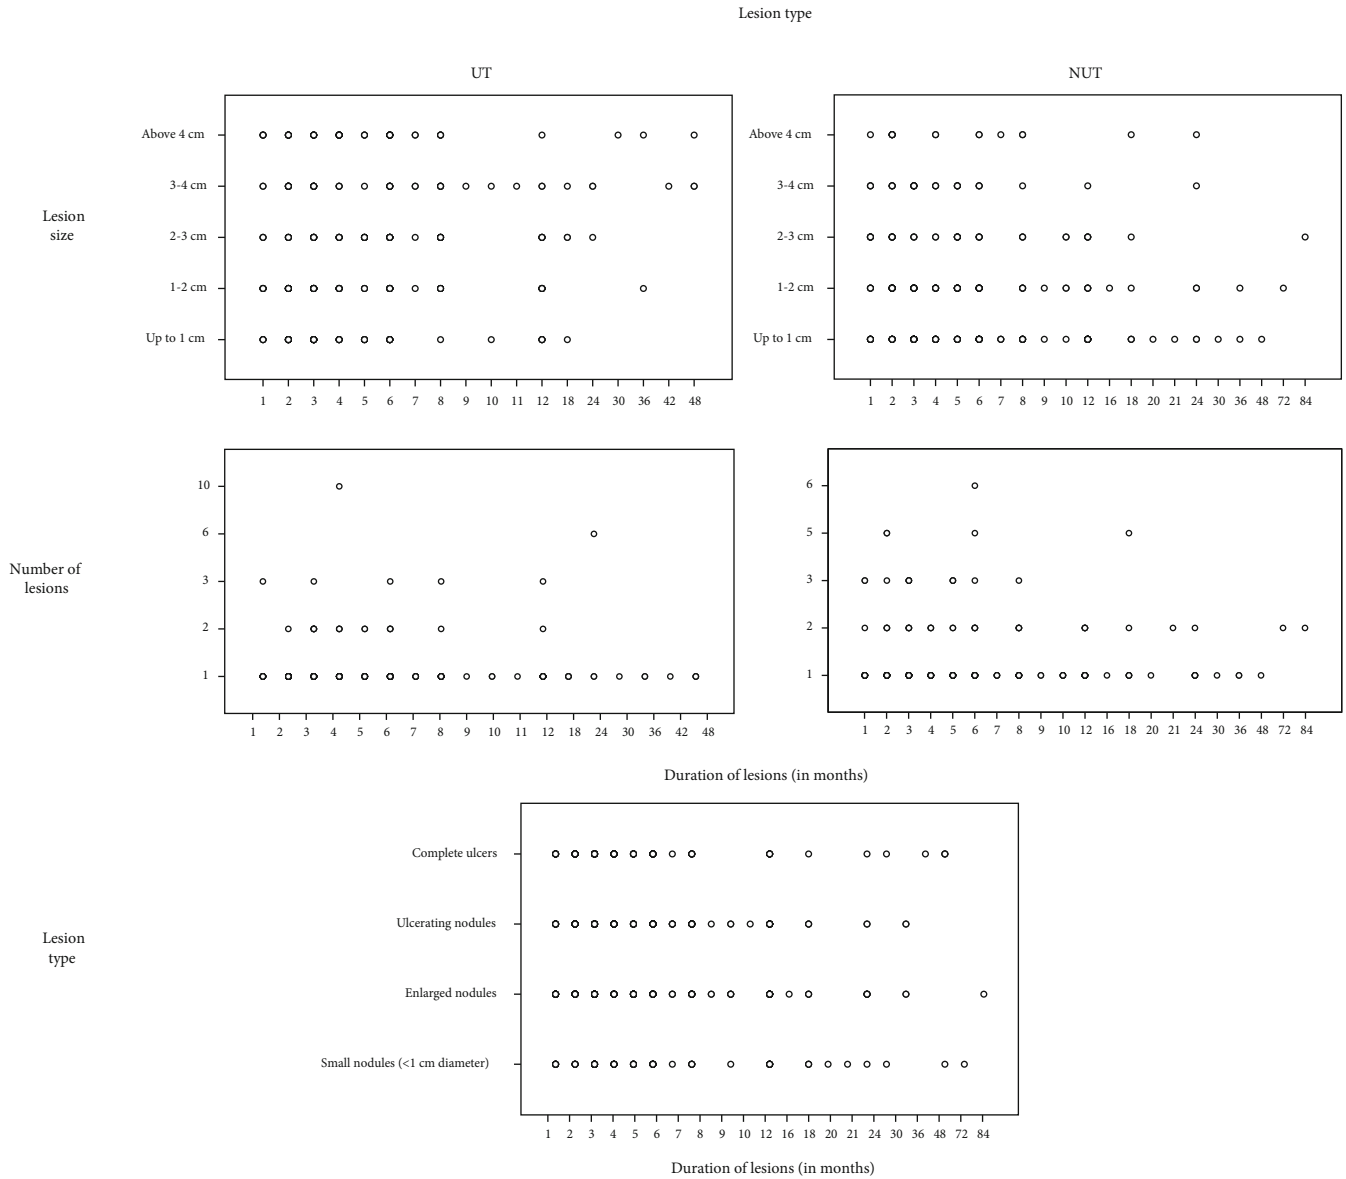 Lesion type
UT
NUT
Lesion
size
Above 4 cm
3-4 cm
2-3 cm
1-2 cm
Up to 1 cm
1 2 3 4 5 6 7 8 9 10 11 12 18 24 30 36 42 48
Above 4 cm
3-4 cm
2-3 cm
1-2 cm
Up to 1 cm
1 2 3 4 5 6 7 8 9 10 12 16 18 20 21 24 30 36 48 72 84
Number of
lesions
10
6
3
2
1
1 2 3 4 5 6 7 8 9 10 11 12 18 24 30 36 42 48
6
5
3
2
1
1 2 3 4 5 6 7 8 9 10 12 16 18 20 21 24 30 36 48 72 84
Duration of lesions (in months)
Lesion
type
Complete ulcers
Ulcerating nodules
Enlarged nodules
Small nodules (<1 cm diameter)
1 2 3 4 5 6 7 8 9 10 12 16 18 20 21 24 30 36 48 72 84
Duration of lesions (in months)